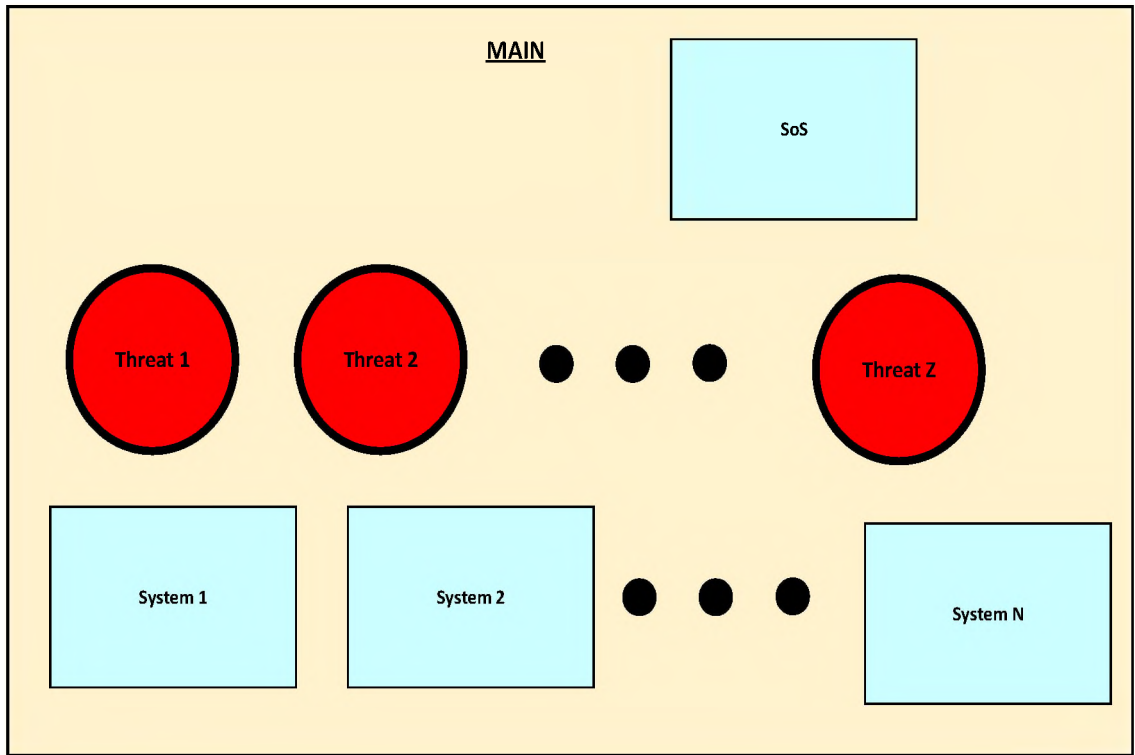 MAIN
SoS
Threat 1
Threat 2
Threat Z
System 1
System 2
System N